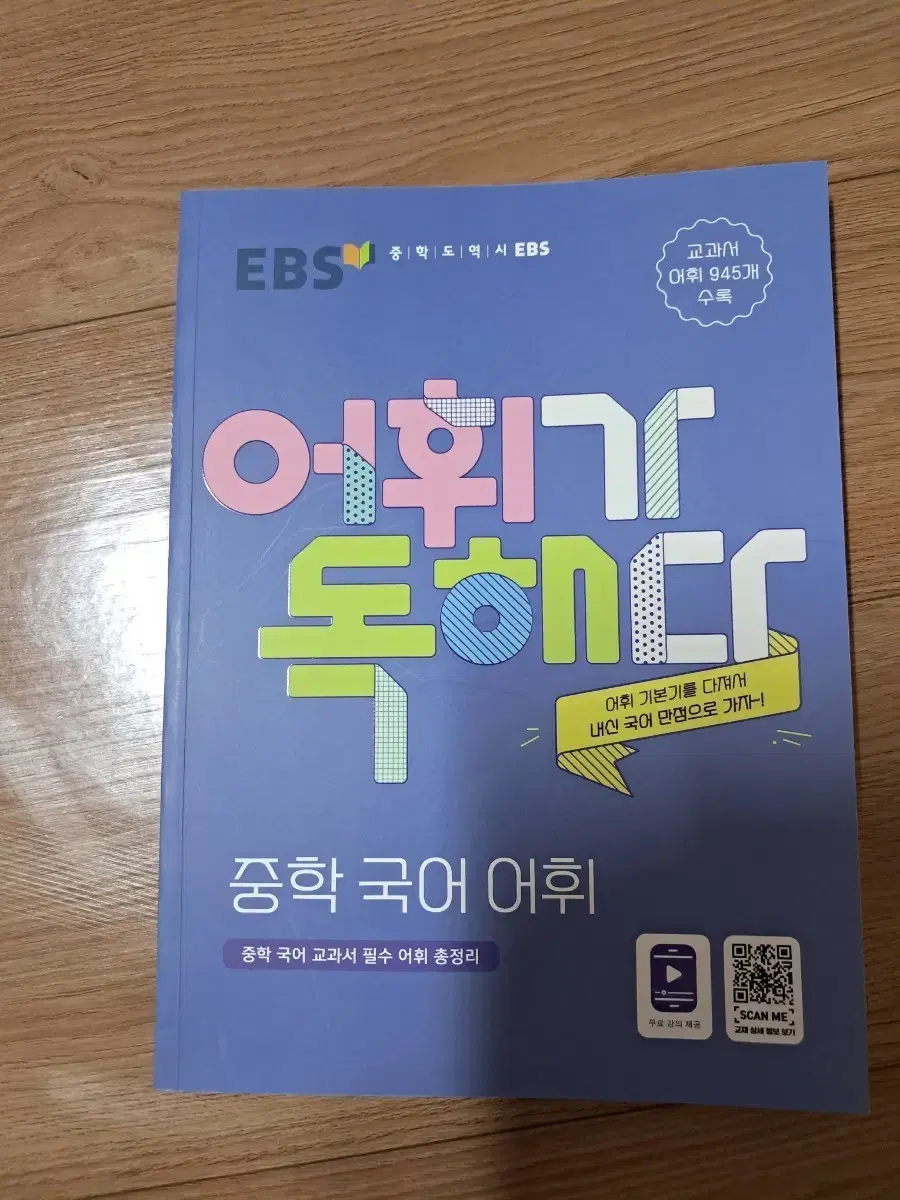 EBS
중|학|도|역|시 EBS
교과서
어휘 945개
수록
어휘가
독해다
어휘 기본기를 다져서
내신 국어 만점으로 가자~!
중학 국어 어휘
중학 국어 교과서 필수 어휘 총정리
무료 강의 제공
SCAN ME
교재 상세 정보 보기